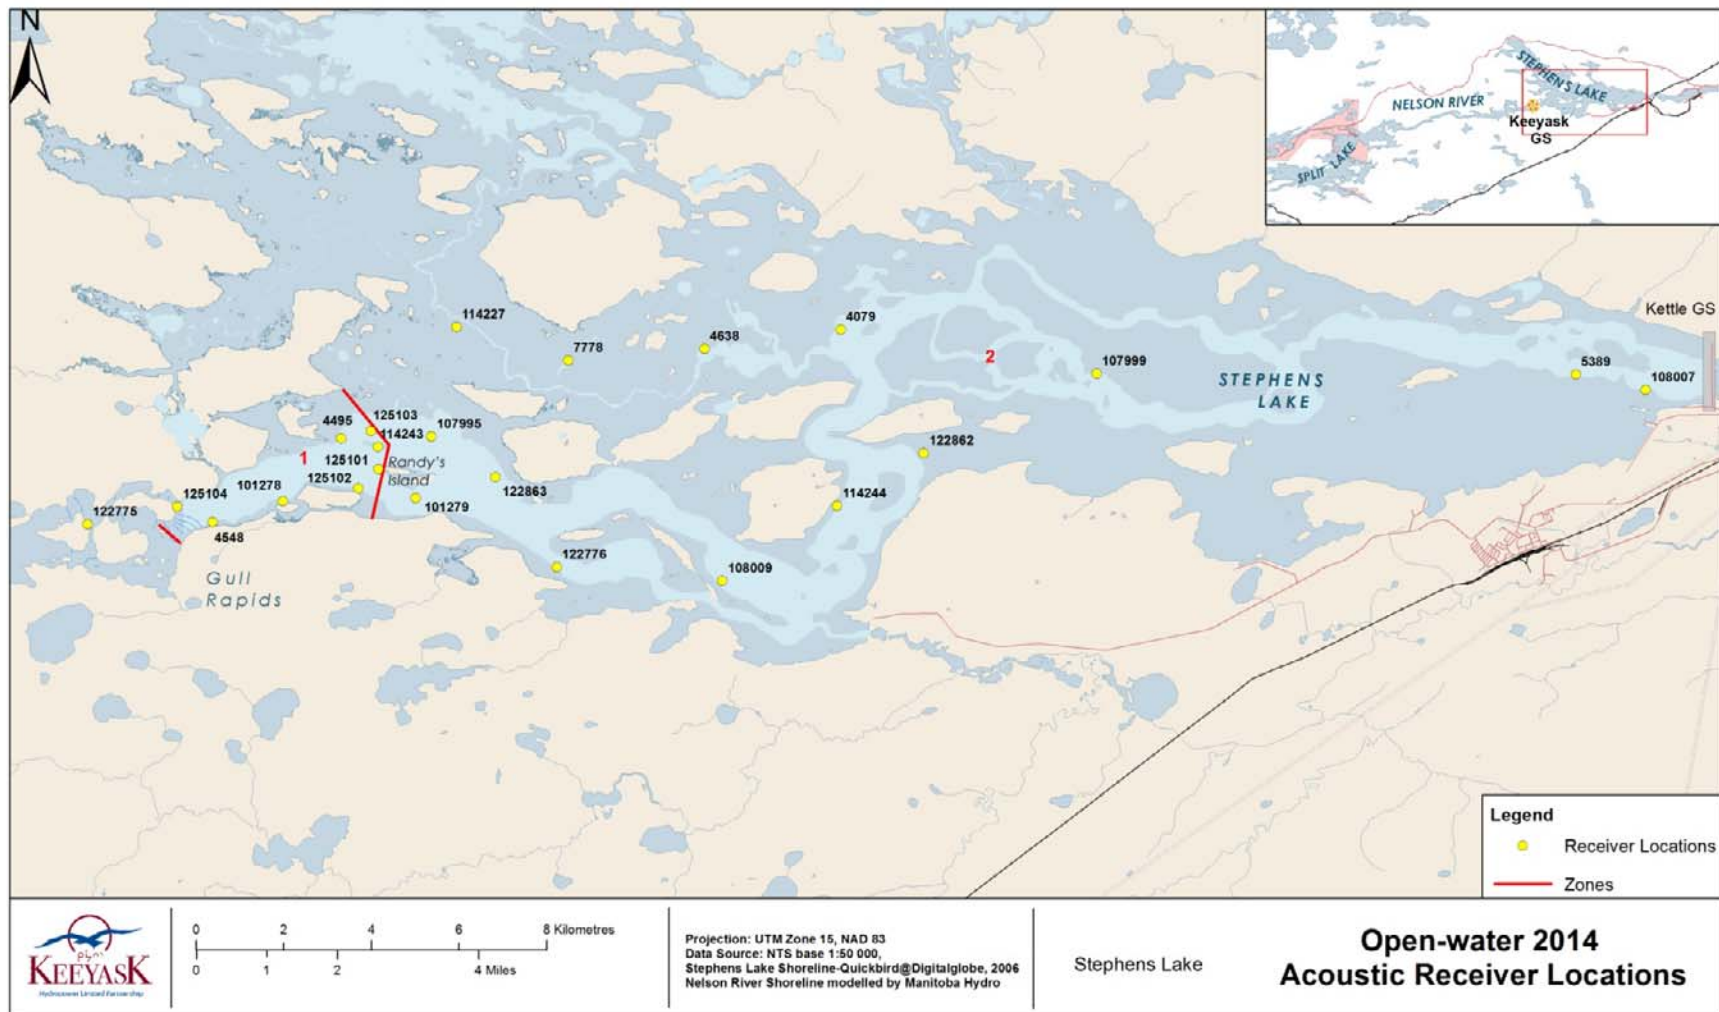 N
STEPHENS LAKE
NELSON RIVER
Keeyask
GS
SPLIT LAKE
114227
7778
4638
4079
2
107999
STEPHENS
LAKE
Kettle GS
5389
108007
4495
125103
114243
107995
1
125101
Randy's
Island
125102
101278
125104
122775
4548
101279
122863
122862
114244
122776
108009
Gull
Rapids
Legend
Receiver Locations
Zones
KEEYASK
Hydropower Limited Partnership
0 2 4 6 8 Kilometres
0 1 2 4 Miles
Projection: UTM Zone 15, NAD 83
Data Source: NTS base 1:50 000,
Stephens Lake Shoreline-Quickbird@Digitalglobe, 2006
Nelson River Shoreline modelled by Manitoba Hydro
Stephens Lake
Open-water 2014
Acoustic Receiver Locations